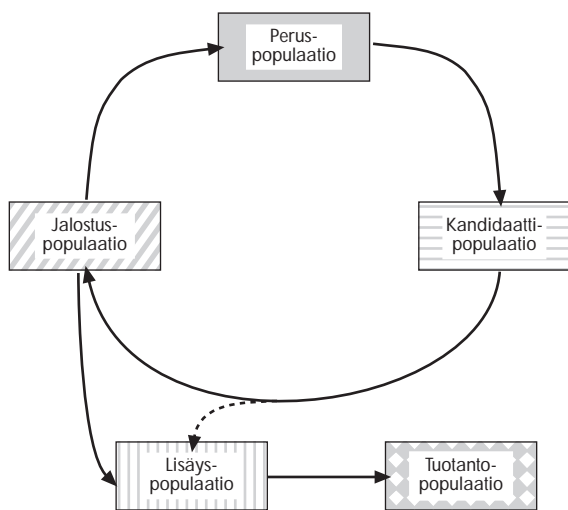 Perus-
populaatio
Jalostus-
populaatio
Kandidaatti-
populaatio
Lisäys-
populaatio
Tuotanto-
populaatio